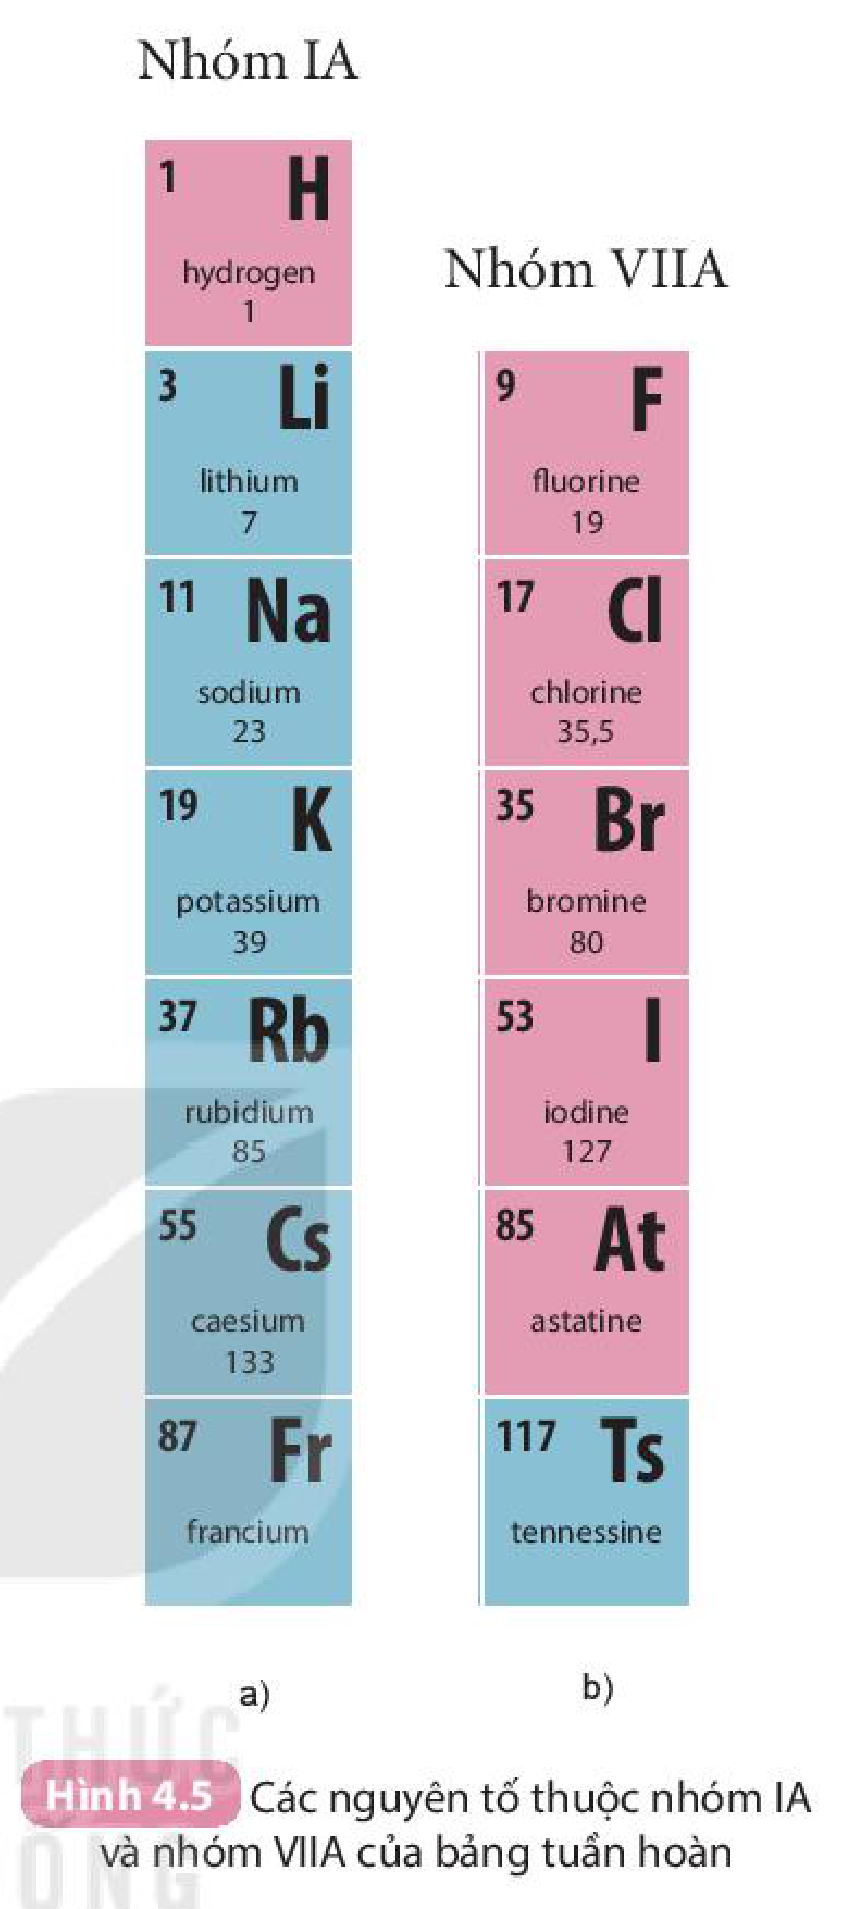 Nhóm IA
1 H
hydrogen
1
3 Li
lithium
7
11 Na
sodium
23
19 K
potassium
39
37 Rb
rubidium
85
55 Cs
caesium
133
87 Fr
francium
a)
Nhóm VIIA
9 F
fluorine
19
17 Cl
chlorine
35,5
35 Br
bromine
80
53 I
iodine
127
85 At
astatine
117 Ts
tennessine
b)
THỨC
ỐNG
Hình 4.5 Các nguyên tố thuộc nhóm IA
và nhóm VIIA của bảng tuần hoàn